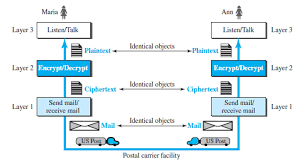 Maria
Ann
Layer 3
Listen/Talk
Identical objects
Listen/Talk
Layer 3
Plaintext
Plaintext
Layer 2
Encrypt/Decrypt
Identical objects
Encrypt/Decrypt
Layer 2
Ciphertext
Ciphertext
Layer 1
Send mail/
receive mail
Identical objects
Send mail/
receive mail
Layer 1
Mail
Mail
US Post
US Post
Postal carrier facility